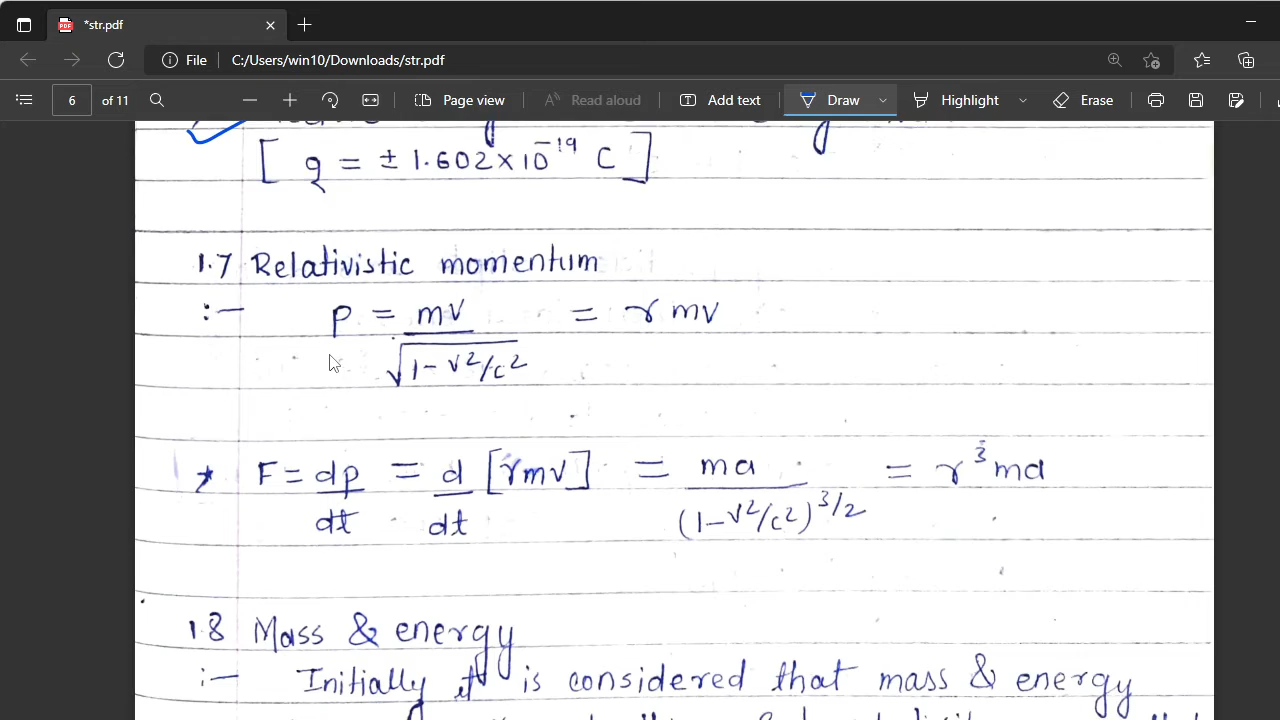 *str.pdf
File C:/Users/win10/Downloads/str.pdf
6 of 11 Page view Read aloud Add text Draw Highlight Erase
[ q = ± 1.602×10⁻¹⁹ C ]
1.7 Relativistic momentum
:- p = mv / √1-v²/c² = γmv
* F = dp/dt = d/dt [γmv] = ma / (1-v²/c²)^3/2 = γ³ma
1.8 Mass & energy
:- Initially it is considered that mass & energy